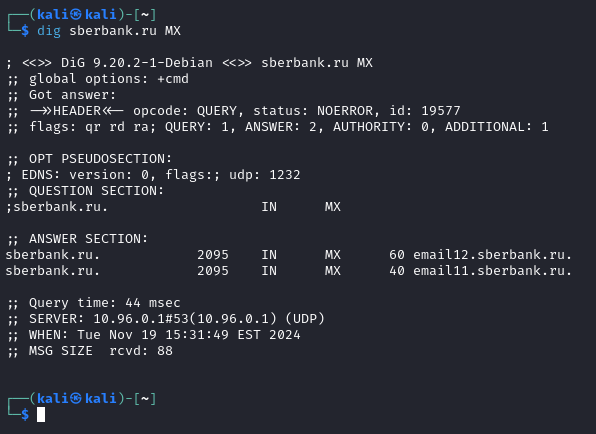 ┌──(kali㉿kali)-[~]
└─$ dig sberbank.ru MX
; <<>> DiG 9.20.2-1-Debian <<>> sberbank.ru MX
;; global options: +cmd
;; Got answer:
;; ->>HEADER<<- opcode: QUERY, status: NOERROR, id: 19577
;; flags: qr rd ra; QUERY: 1, ANSWER: 2, AUTHORITY: 0, ADDITIONAL: 1
;; OPT PSEUDOSECTION:
; EDNS: version: 0, flags:; udp: 1232
;; QUESTION SECTION:
;sberbank.ru. IN MX
;; ANSWER SECTION:
sberbank.ru. 2095 IN MX 60 email12.sberbank.ru.
sberbank.ru. 2095 IN MX 40 email11.sberbank.ru.
;; Query time: 44 msec
;; SERVER: 10.96.0.1#53(10.96.0.1) (UDP)
;; WHEN: Tue Nov 19 15:31:49 EST 2024
;; MSG SIZE rcvd: 88
┌──(kali㉿kali)-[~]
└─$